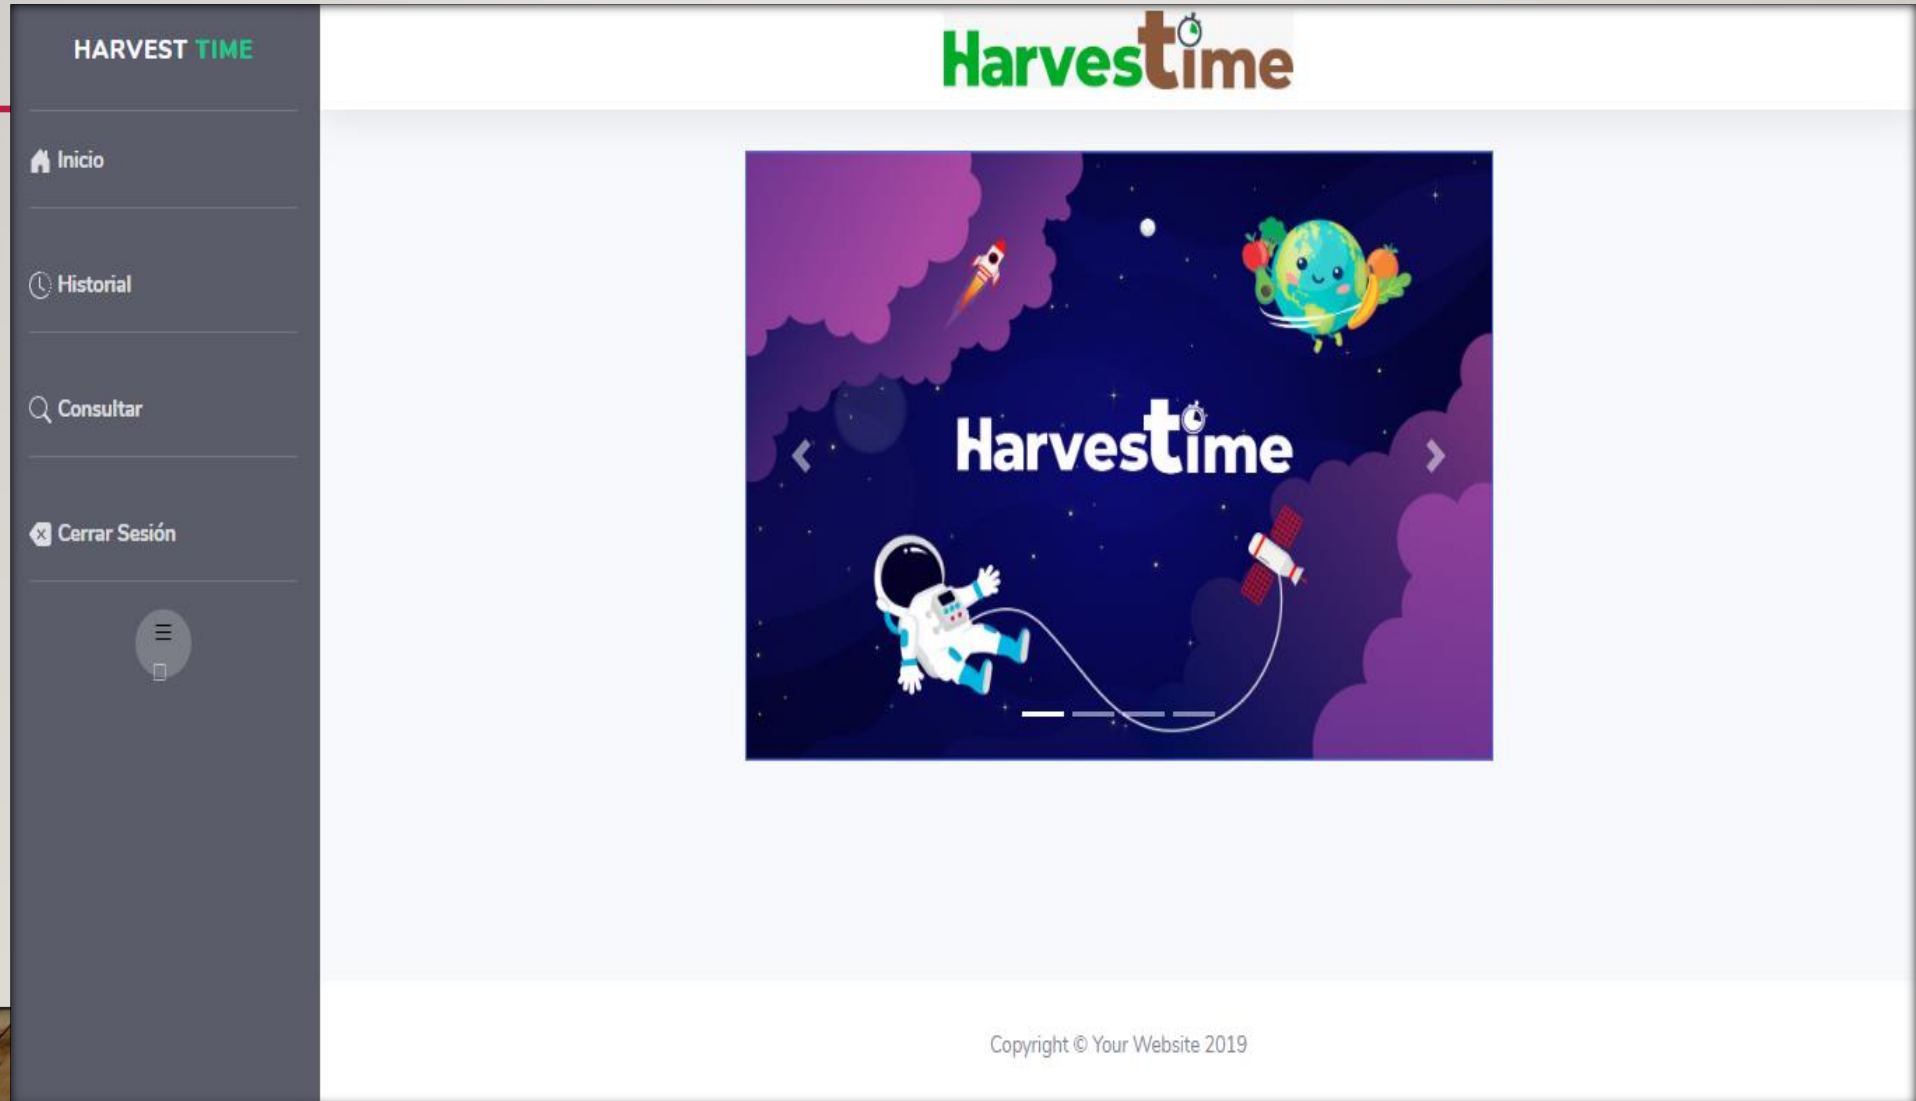 HARVEST TIME
Inicio
Historial
Consultar
Cerrar Sesión
Harvestime
Harvestime
Copyright © Your Website 2019